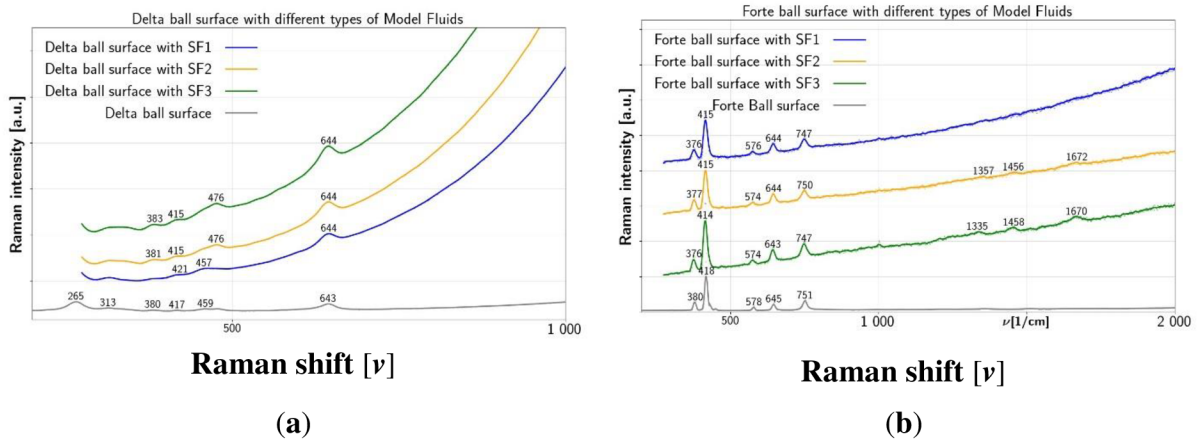 Delta ball surface with different types of Model Fluids
Delta ball surface with SF1
Delta ball surface with SF2
Delta ball surface with SF3
Delta ball surface
Raman intensity [a.u.]
644
476
415
383
644
476
415
381
644
457
421
265
313
380
417
459
643
500
1 000
Raman shift [ν]
(a)
Forte ball surface with different types of Model Fluids
Forte ball surface with SF1
Forte ball surface with SF2
Forte ball surface with SF3
Forte Ball surface
Raman intensity [a.u.]
415
376
576
644
747
415
377
574
644
750
1357
1456
1672
414
376
574
643
747
1335
1458
1670
418
380
578
645
751
500
1 000
ν[1/cm]
2 000
Raman shift [ν]
(b)